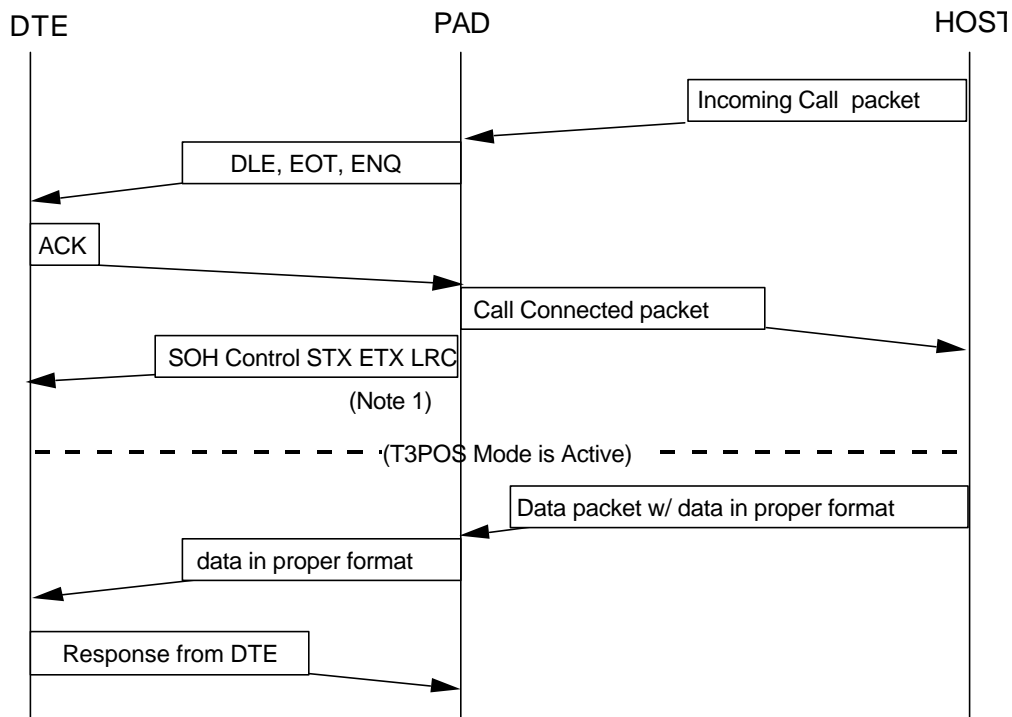 DTE PAD HOST
Incoming Call packet
DLE, EOT, ENQ
ACK
Call Connected packet
SOH Control STX ETX LRC
(Note 1)
(T3POS Mode is Active)
Data packet w/ data in proper format
data in proper format
Response from DTE